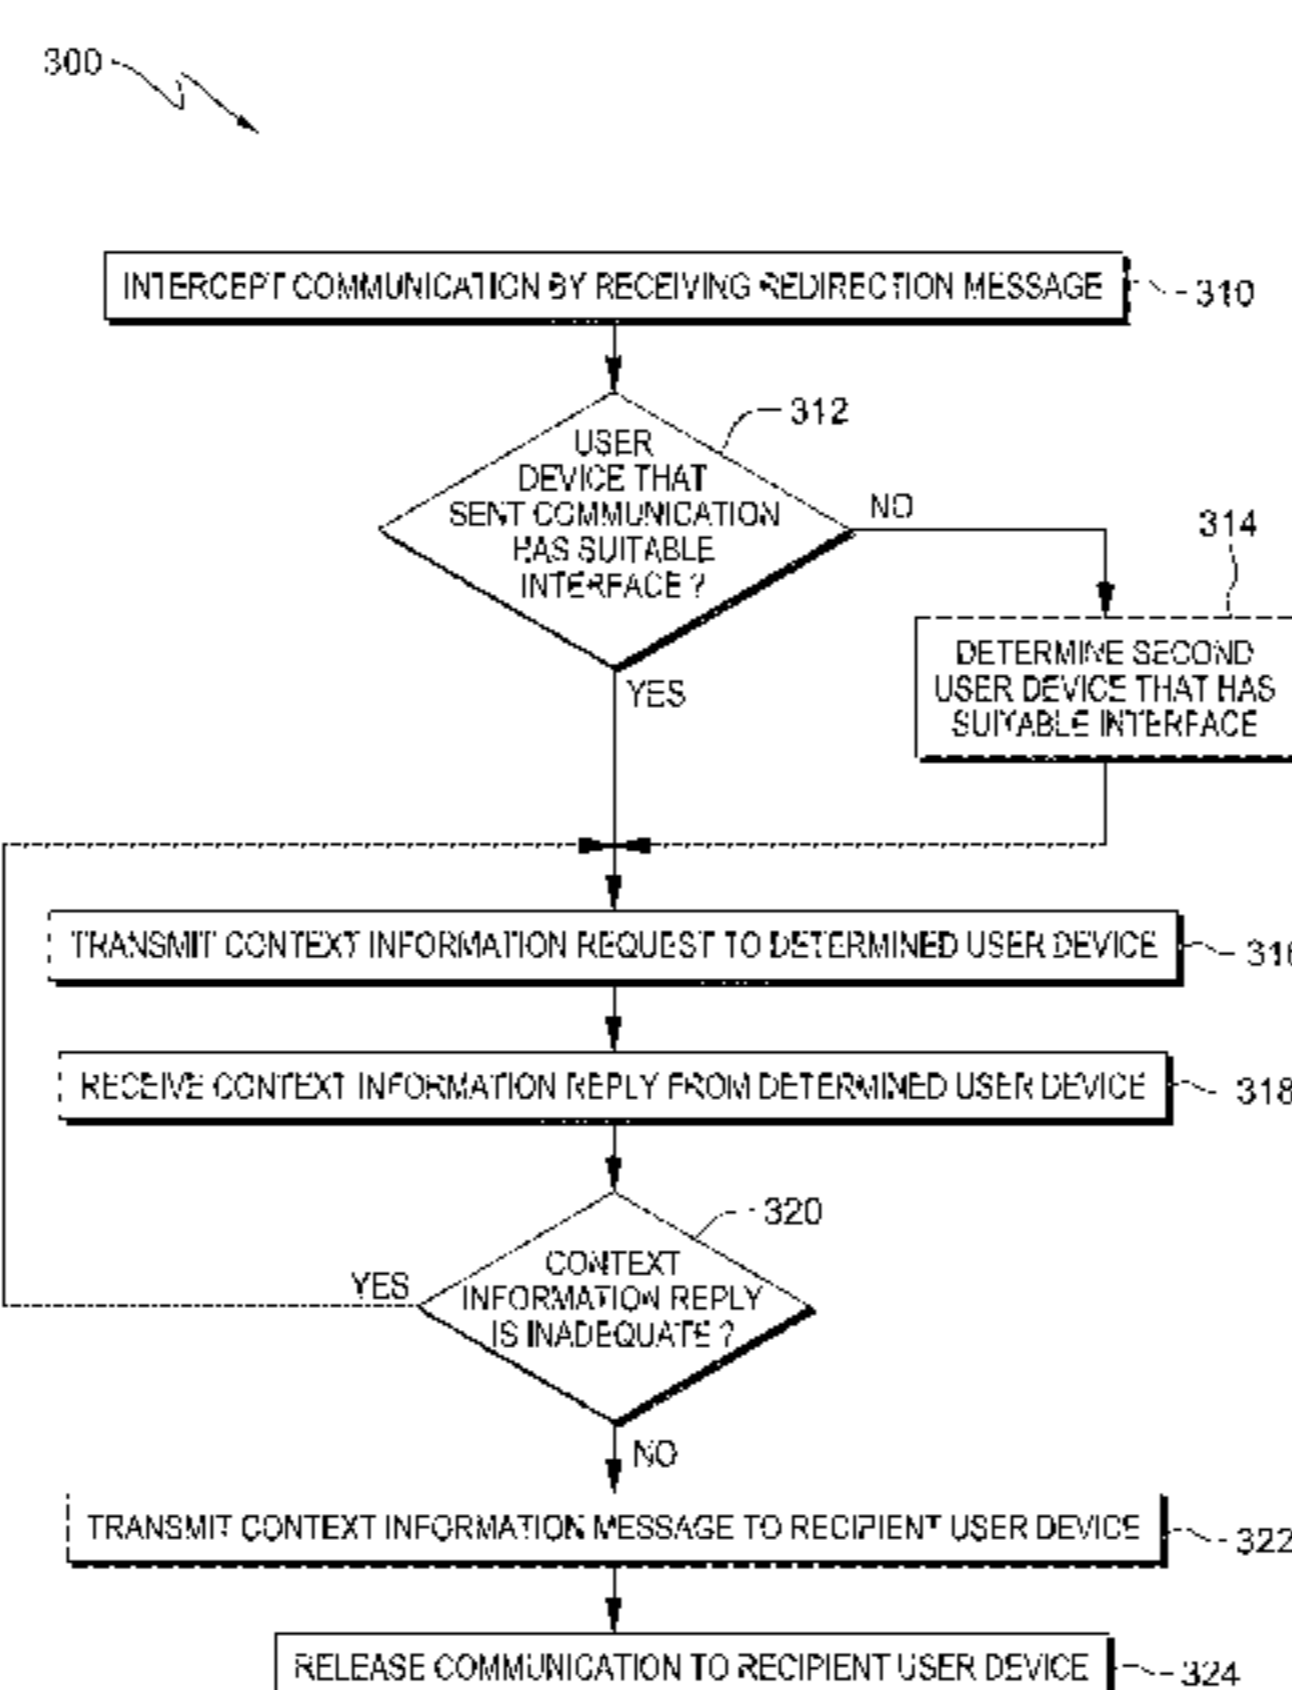 300
INTERCEPT COMMUNICATION BY RECEIVING REDIRECTION MESSAGE
310
312
USER
DEVICE THAT
SENT COMMUNICATION
HAS SUITABLE
INTERFACE ?
NO
314
DETERMINE SECOND
USER DEVICE THAT HAS
SUITABLE INTERFACE
YES
TRANSMIT CONTEXT INFORMATION REQUEST TO DETERMINED USER DEVICE
316
RECEIVE CONTEXT INFORMATION REPLY FROM DETERMINED USER DEVICE
318
320
CONTEXT
INFORMATION REPLY
IS INADEQUATE ?
YES
NO
TRANSMIT CONTEXT INFORMATION MESSAGE TO RECIPIENT USER DEVICE
322
RELEASE COMMUNICATION TO RECIPIENT USER DEVICE
324